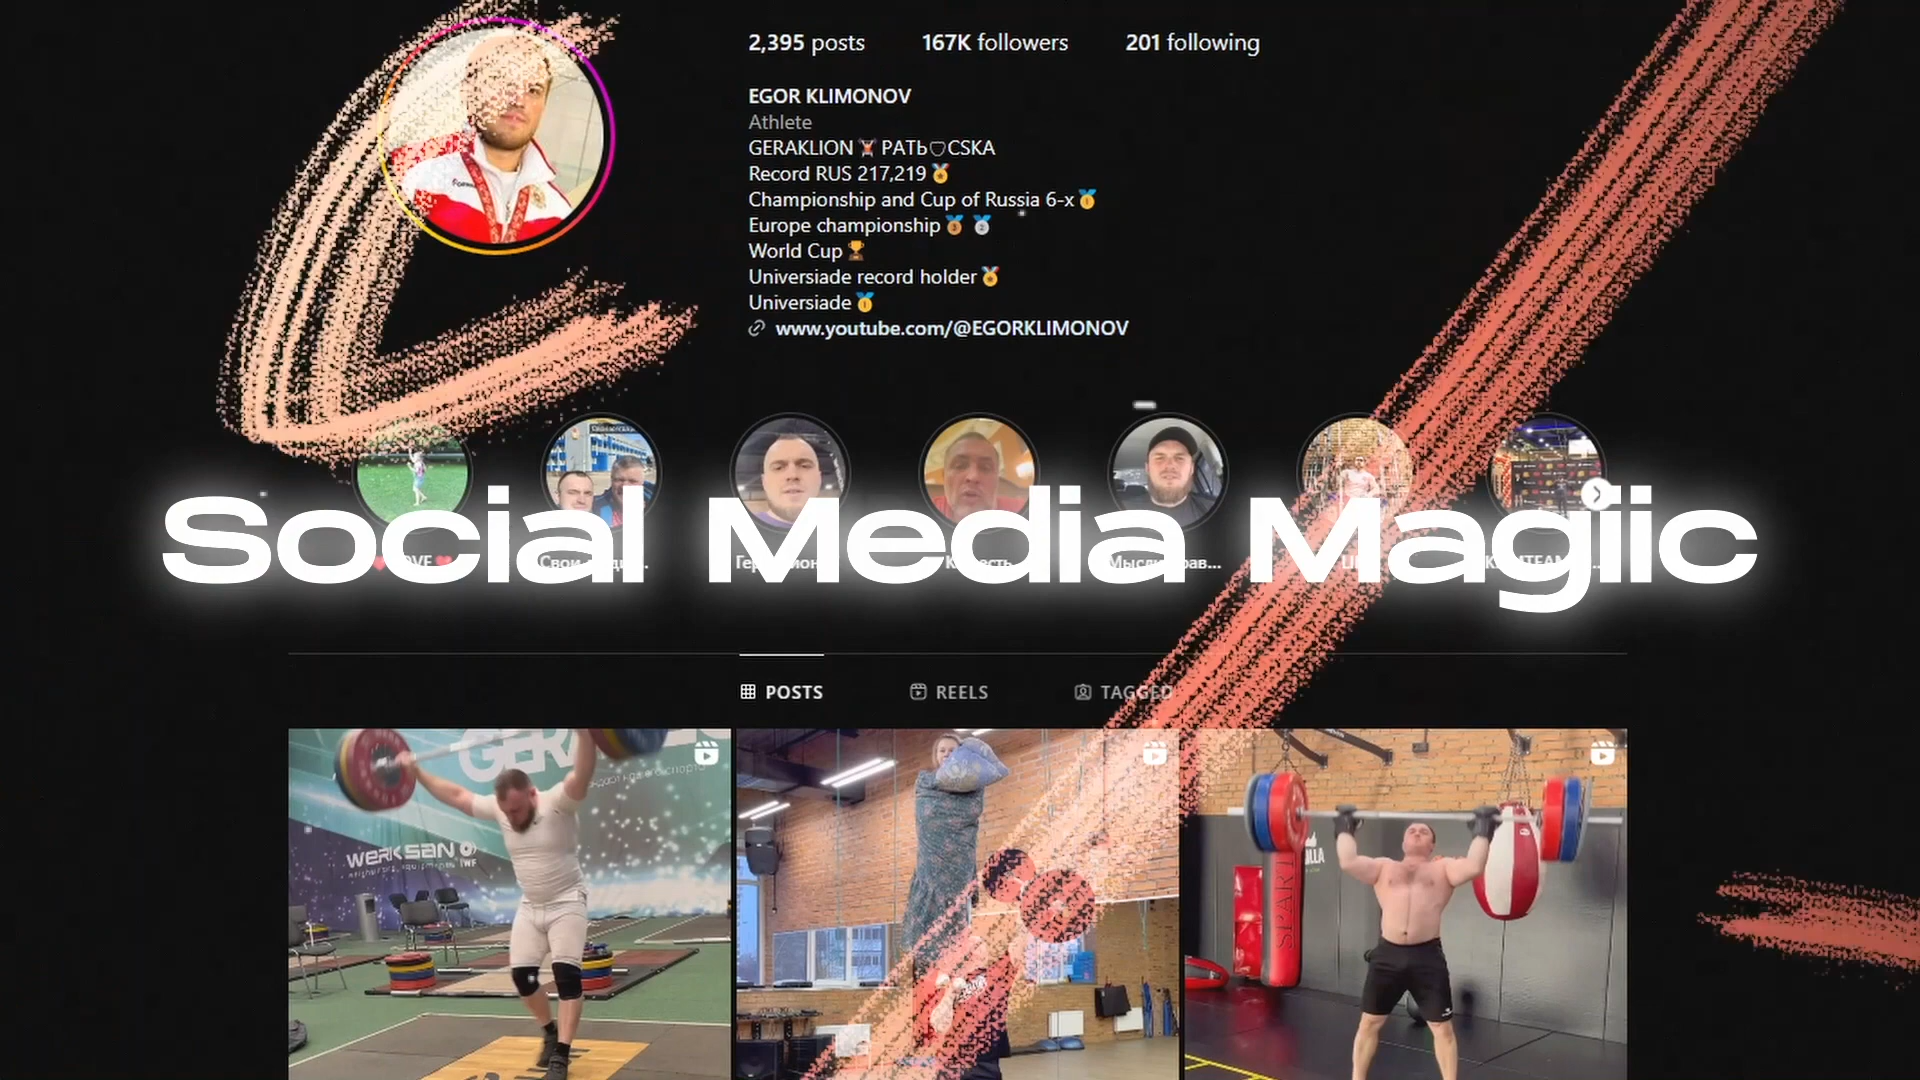 2,395 posts 167K followers 201 following
EGOR KLIMONOV
Athlete
GERAKLION РАТЬ CSKA
Record RUS 217,219
Championship and Cup of Russia 6-x
Europe championship
World Cup
Universiade record holder
Universiade
www.youtube.com/@EGORKLIMONOV
Social Media Magiic
POSTS REELS TAGGED
WERKSAN